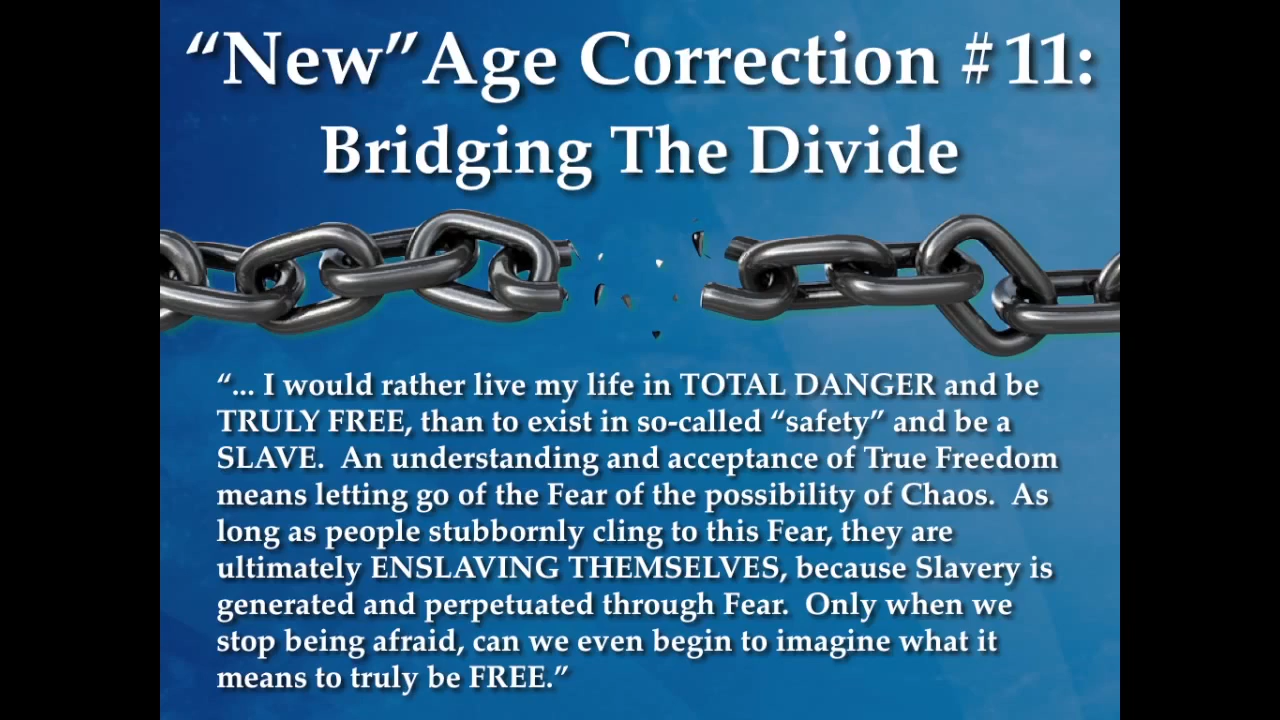 “New”Age Correction #11:
Bridging The Divide
“... I would rather live my life in TOTAL DANGER and be
TRULY FREE, than to exist in so-called “safety” and be a
SLAVE.  An understanding and acceptance of True Freedom
means letting go of the Fear of the possibility of Chaos.  As
long as people stubbornly cling to this Fear, they are
ultimately ENSLAVING THEMSELVES, because Slavery is
generated and perpetuated through Fear.  Only when we
stop being afraid, can we even begin to imagine what it
means to truly be FREE.”